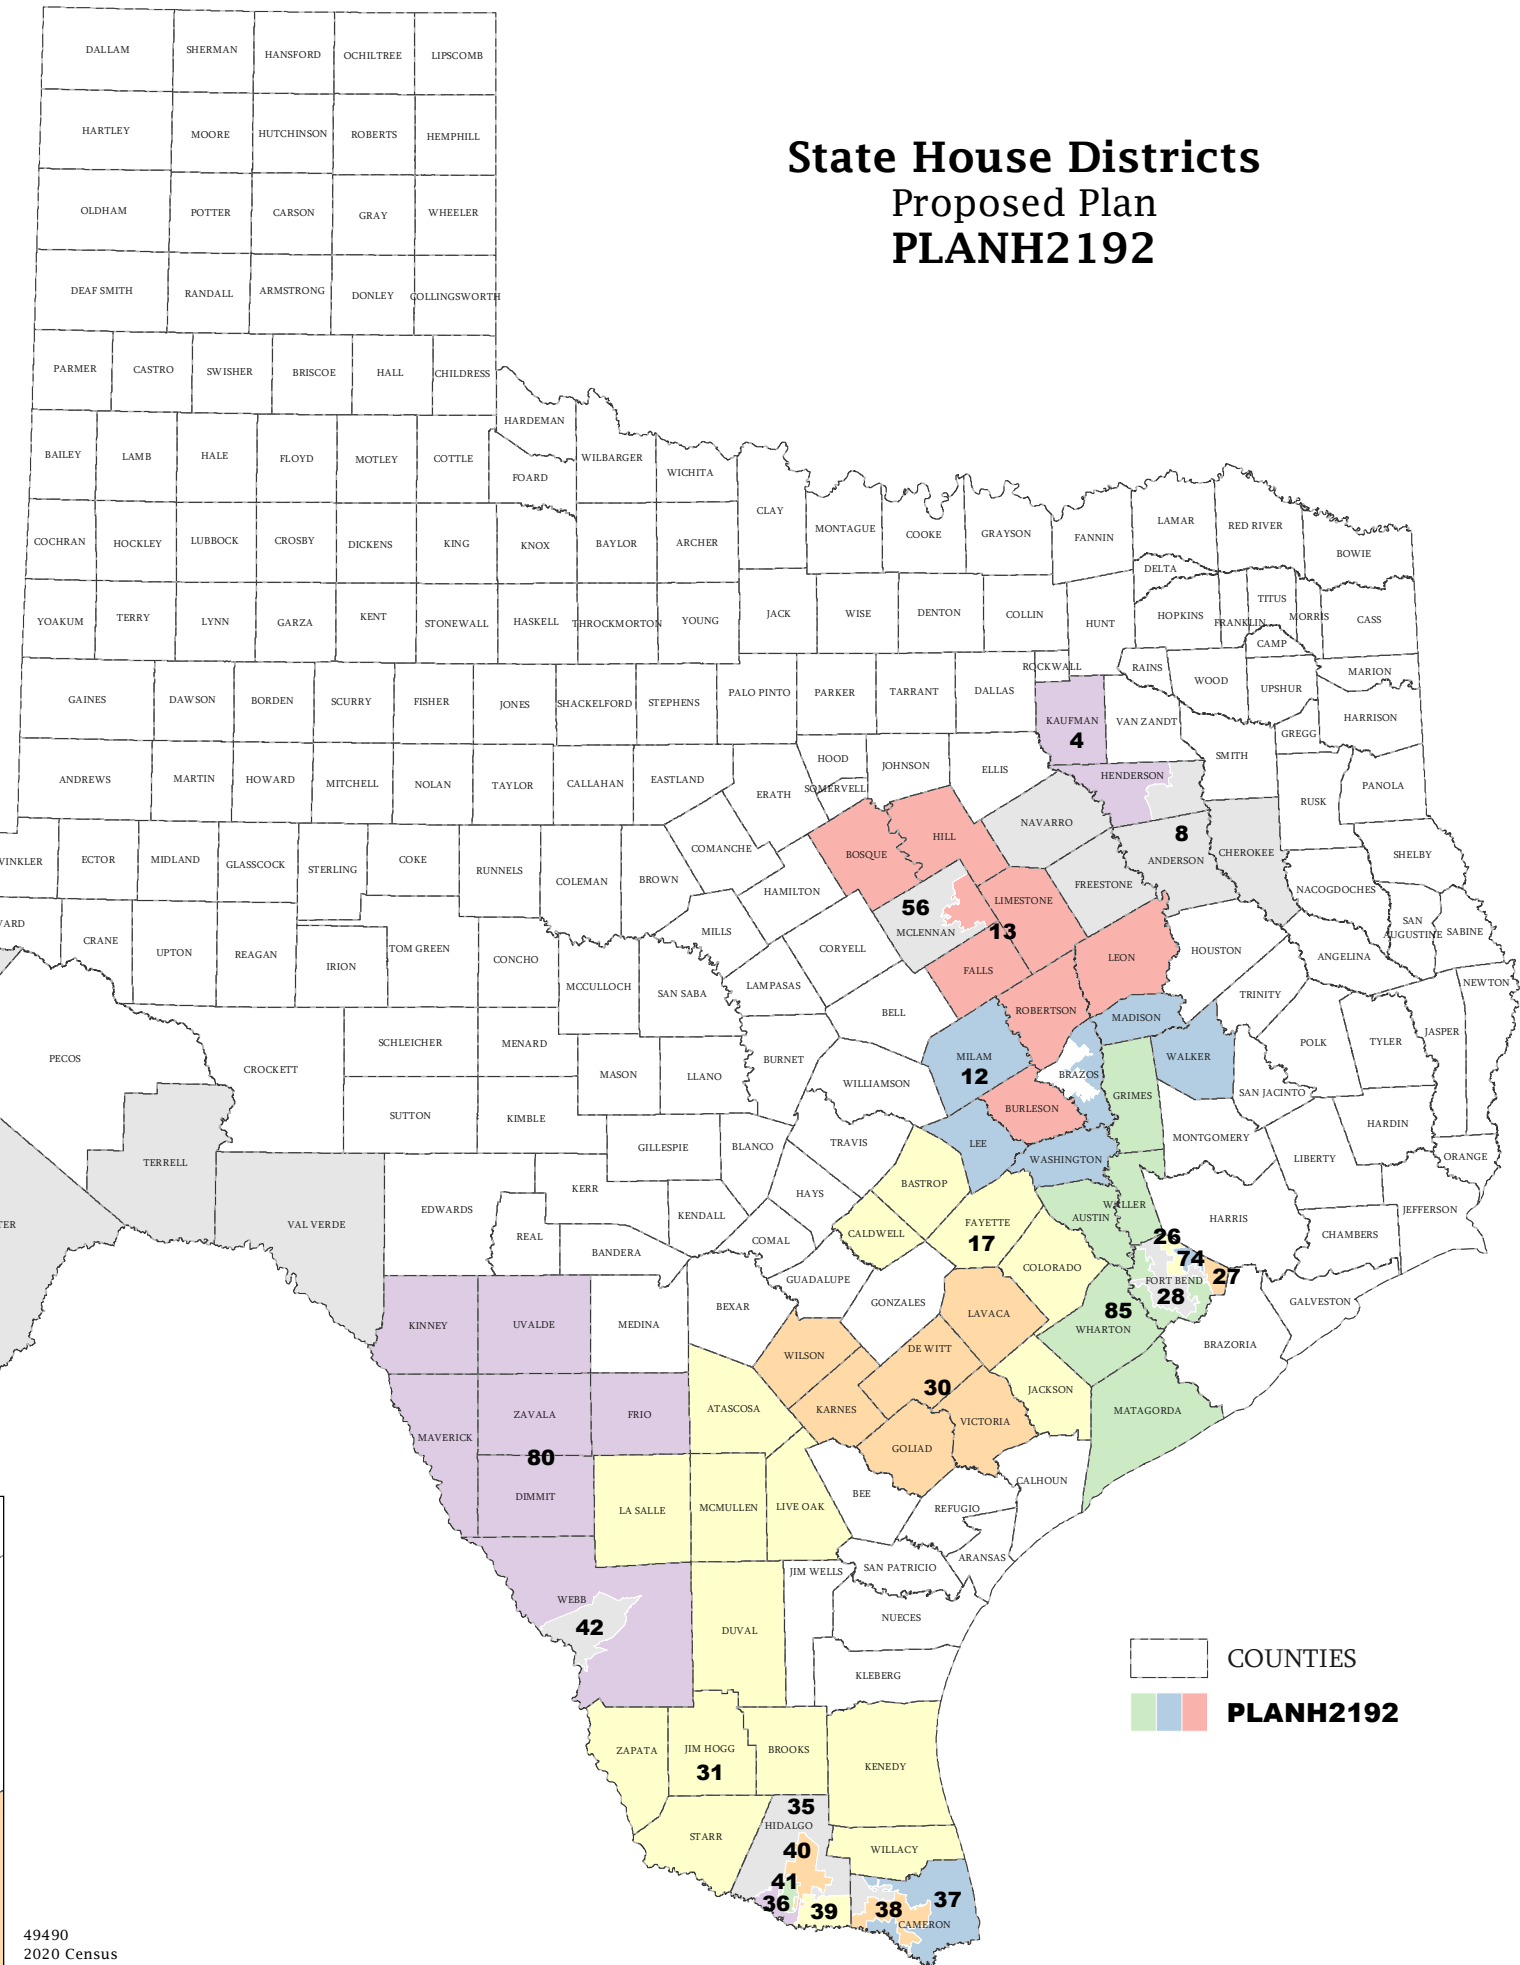 State House Districts
Proposed Plan
PLANH2192
DALLAM
SHERMAN
HANSFORD
OCHILTREE
LIPSCOMB
HARTLEY
MOORE
HUTCHINSON
ROBERTS
HEMPHILL
OLDHAM
POTTER
CARSON
GRAY
WHEELER
DEAF SMITH
RANDALL
ARMSTRONG
DONLEY
COLLINGSWORTH
PARMER
CASTRO
SWISHER
BRISCOE
HALL
CHILDRESS
HARDEMAN
BAILEY
LAMB
HALE
FLOYD
MOTLEY
COTTLE
FOARD
WILBARGER
WICHITA
CLAY
MONTAGUE
COOKE
GRAYSON
FANNIN
LAMAR
RED RIVER
BOWIE
COCHRAN
HOCKLEY
LUBBOCK
CROSBY
DICKENS
KING
KNOX
BAYLOR
ARCHER
DELTA
YOAKUM
TERRY
LYNN
GARZA
KENT
STONEWALL
HASKELL
THROCKMORTON
YOUNG
JACK
WISE
DENTON
COLLIN
HUNT
HOPKINS
FRANKLIN
TITUS
MORRIS
CASS
CAMP
ROCKWALL
RAINS
WOOD
UPSHUR
MARION
GAINES
DAWSON
BORDEN
SCURRY
FISHER
JONES
SHACKELFORD
STEPHENS
PALO PINTO
PARKER
TARRANT
DALLAS
KAUFMAN
4
VAN ZANDT
GREGG
HARRISON
SMITH
ANDREWS
MARTIN
HOWARD
MITCHELL
NOLAN
TAYLOR
CALLAHAN
EASTLAND
ERATH
HOOD
SOMERVELL
JOHNSON
ELLIS
HENDERSON
RUSK
PANOLA
NAVARRO
8
ANDERSON
CHEROKEE
SHELBY
WINKLER
ECTOR
MIDLAND
GLASSCOCK
STERLING
COKE
RUNNELS
COLEMAN
BROWN
COMANCHE
HAMILTON
BOSQUE
HILL
LIMESTONE
FREESTONE
NACOGDOCHES
SAN
AUGUSTINE
SABINE
56
MCLENNAN
13
ARD
CRANE
UPTON
REAGAN
IRION
TOM GREEN
CONCHO
MILLS
CORYELL
FALLS
LEON
HOUSTON
ANGELINA
MCCULLOCH
SAN SABA
LAMPASAS
BELL
ROBERTSON
TRINITY
NEWTON
PECOS
CROCKETT
SCHLEICHER
MENARD
MASON
LLANO
BURNET
WILLIAMSON
MILAM
12
MADISON
BRAZOS
WALKER
POLK
TYLER
JASPER
SUTTON
KIMBLE
BURLESON
GRIMES
SAN JACINTO
HARDIN
TERRELL
GILLESPIE
BLANCO
TRAVIS
LEE
WASHINGTON
MONTGOMERY
LIBERTY
ORANGE
TER
VAL VERDE
EDWARDS
KERR
REAL
KENDALL
HAYS
BASTROP
CALDWELL
FAYETTE
17
AUSTIN
WALLER
HARRIS
CHAMBERS
JEFFERSON
BANDERA
COMAL
GUADALUPE
COLORADO
26
74
FORT BEND
27
28
GALVESTON
KINNEY
UVALDE
MEDINA
BEXAR
GONZALES
LAVACA
85
WHARTON
BRAZORIA
WILSON
DE WITT
30
JACKSON
MATAGORDA
MAVERICK
ZAVALA
FRIO
ATASCOSA
KARNES
VICTORIA
GOLIAD
80
DIMMIT
LA SALLE
MCMULLEN
LIVE OAK
BEE
REFUGIO
CALHOUN
ARANSAS
SAN PATRICIO
JIM WELLS
WEBB
42
DUVAL
NUECES
KLEBERG
COUNTIES
PLANH2192
ZAPATA
JIM HOGG
31
BROOKS
KENEDY
STARR
35
HIDALGO
40
41
36
39
WILLACY
38
37
CAMERON
49490
2020 Census